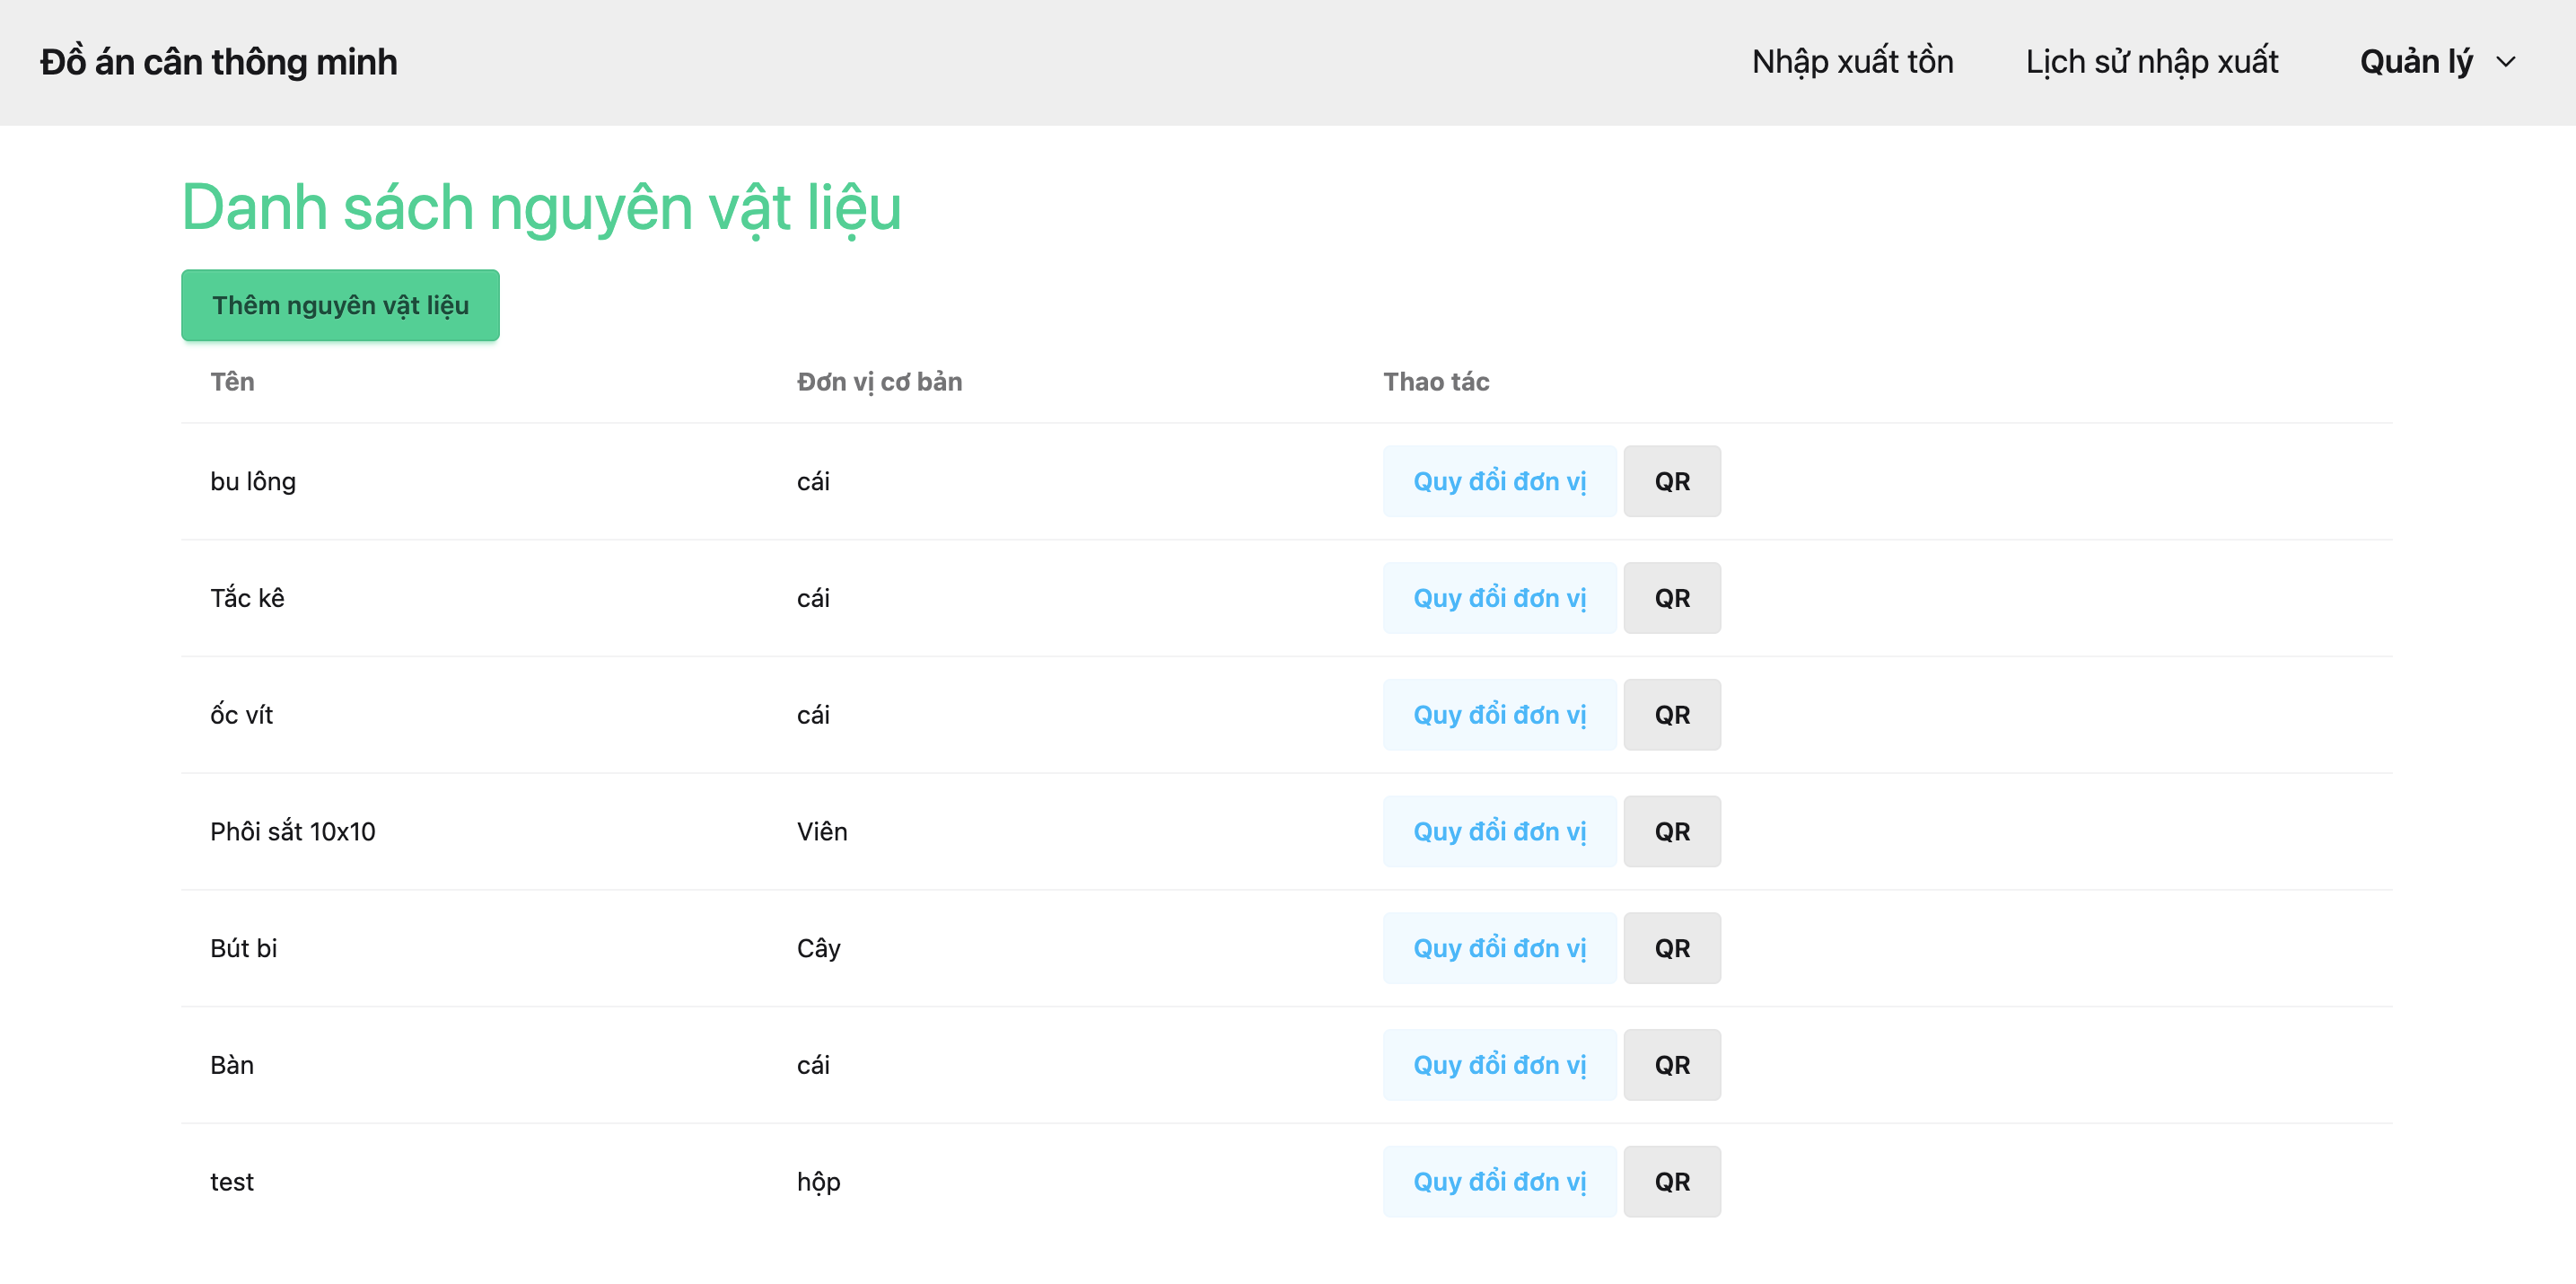 Đồ án cân thông minh Nhập xuất tồn Lịch sử nhập xuất Quản lý
Danh sách nguyên vật liệu
Thêm nguyên vật liệu
Tên Đơn vị cơ bản Thao tác
bu lông cái Quy đổi đơn vị QR
Tắc kê cái Quy đổi đơn vị QR
ốc vít cái Quy đổi đơn vị QR
Phôi sắt 10x10 Viên Quy đổi đơn vị QR
Bút bi Cây Quy đổi đơn vị QR
Bàn cái Quy đổi đơn vị QR
test hộp Quy đổi đơn vị QR